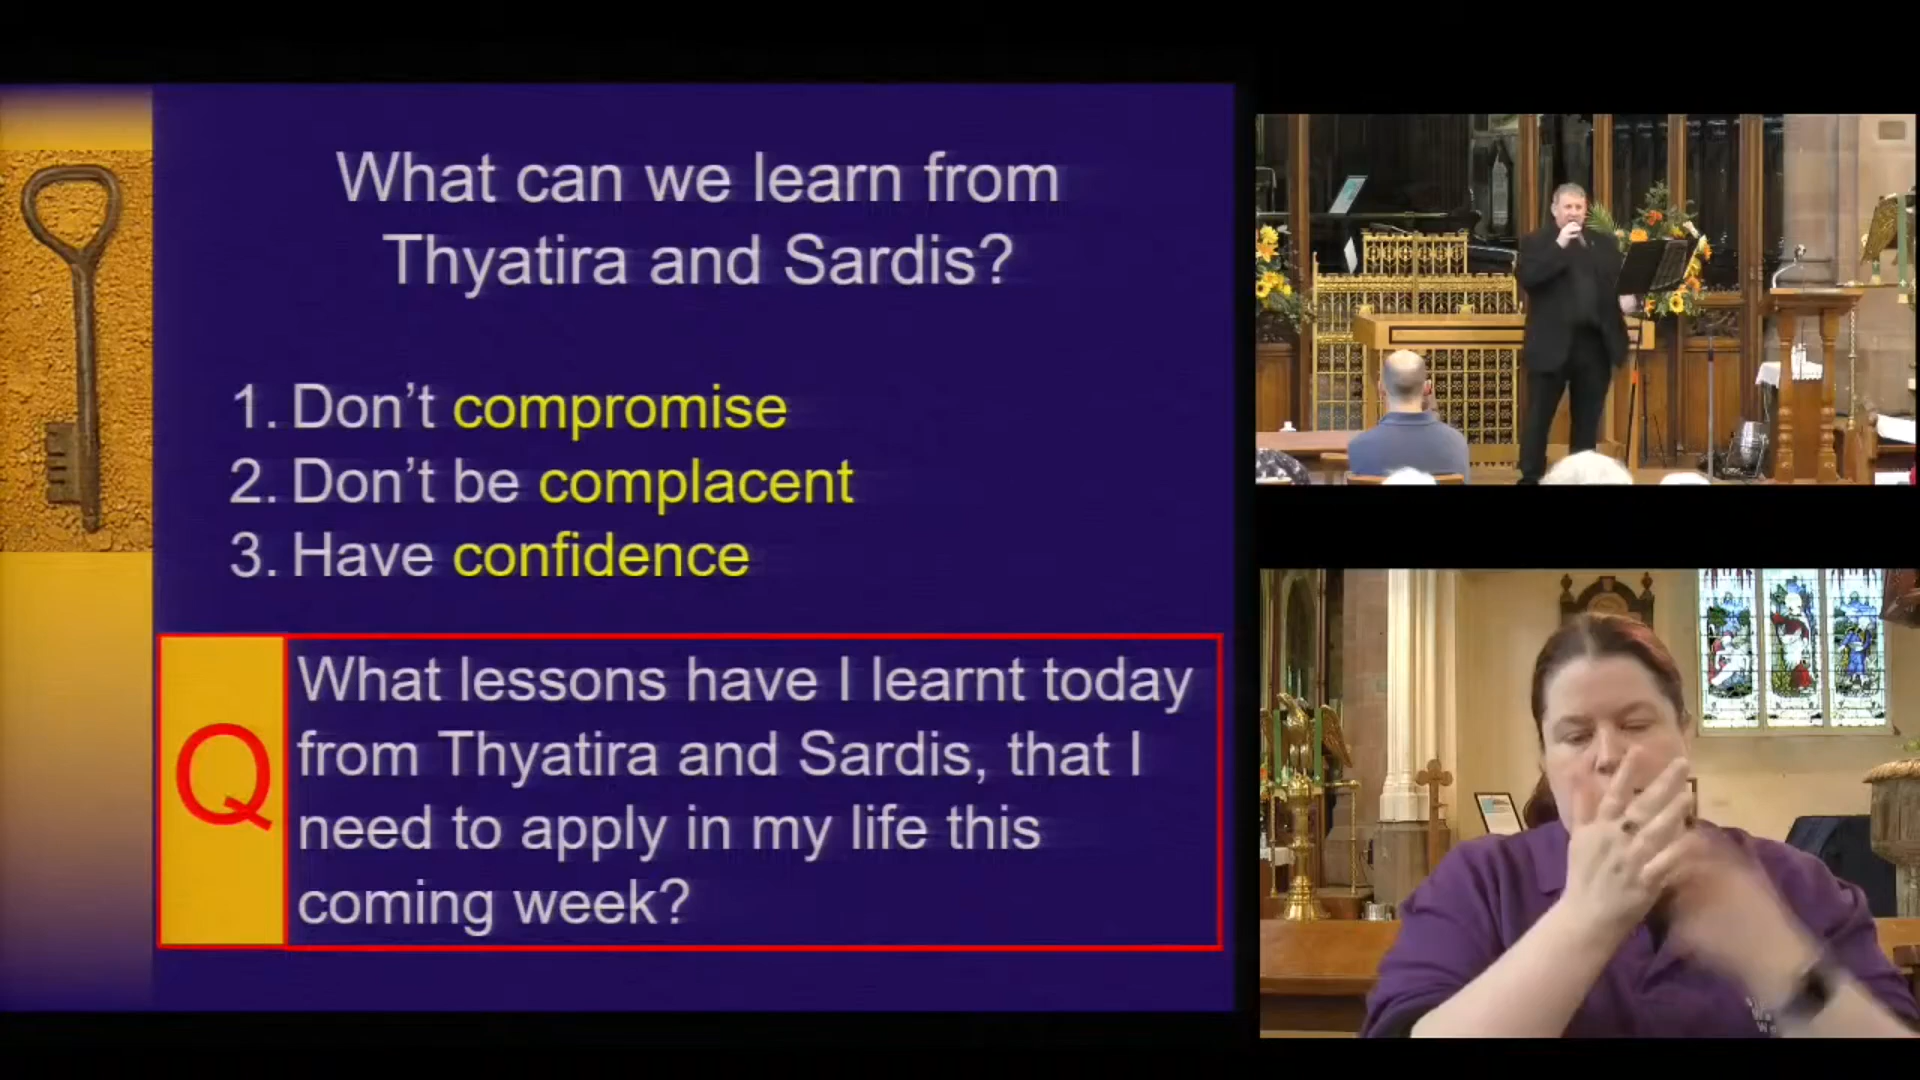 What can we learn from
Thyatira and Sardis?
1. Don't compromise
2. Don't be complacent
3. Have confidence
Q
What lessons have I learnt today
from Thyatira and Sardis, that I
need to apply in my life this
coming week?